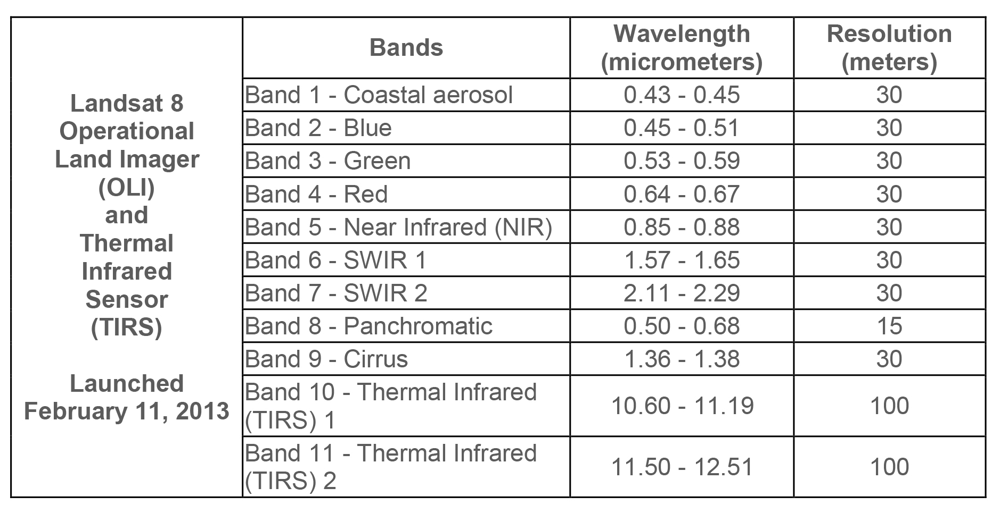 Landsat 8
Operational
Land Imager
(OLI)
and
Thermal
Infrared
Sensor
(TIRS)
Launched
February 11, 2013
Bands
Wavelength
(micrometers)
Resolution
(meters)
Band 1 - Coastal aerosol
0.43 - 0.45
30
Band 2 - Blue
0.45 - 0.51
30
Band 3 - Green
0.53 - 0.59
30
Band 4 - Red
0.64 - 0.67
30
Band 5 - Near Infrared (NIR)
0.85 - 0.88
30
Band 6 - SWIR 1
1.57 - 1.65
30
Band 7 - SWIR 2
2.11 - 2.29
30
Band 8 - Panchromatic
0.50 - 0.68
15
Band 9 - Cirrus
1.36 - 1.38
30
Band 10 - Thermal Infrared
(TIRS) 1
10.60 - 11.19
100
Band 11 - Thermal Infrared
(TIRS) 2
11.50 - 12.51
100